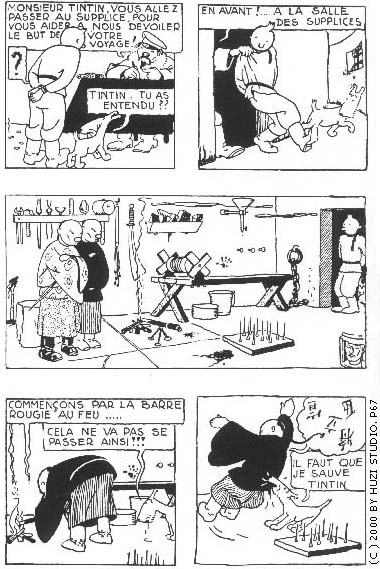 MONSIEUR TINTIN, VOUS ALLEZ
PASSER AU SUPPLICE, POUR
VOUS AIDER A NOUS DEVOILER
LE BUT DE VOTRE
VOYAGE!
?
TINTIN.. TU AS
ENTENDU ??
EN AVANT !... A LA SALLE
DES SUPPLICES
COMMENÇONS PAR LA BARRE
ROUGIE AU FEU .....
CELA NE VA PAS SE
PASSER AINSI !!!
IL FAUT QUE
JE SAUVE
TINTIN
(C) 2000 BY HUZI STUDIO. P67